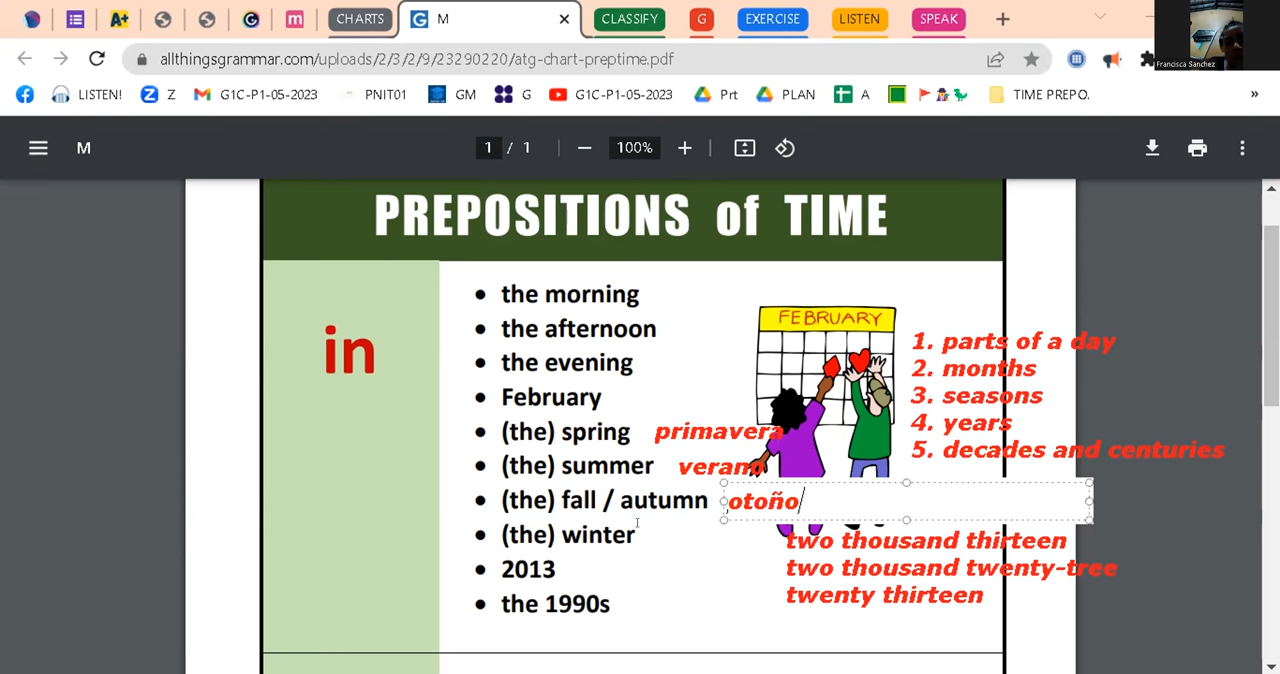 A+
G
m
CHARTS
G M
CLASSIFY
G
EXERCISE
LISTEN
SPEAK
Francisca Sanchez
allthingsgrammar.com/uploads/2/3/2/9/23290220/atg-chart-preptime.pdf
LISTEN!
Z Z
G1C-P1-05-2023
PNIT01
GM
G
G1C-P1-05-2023
Prt
PLAN
A
TIME PREPO.
»
M
1 / 1
100%
PREPOSITIONS of TIME
in
• the morning
• the afternoon
• the evening
• February
• (the) spring primavera
• (the) summer verano
• (the) fall / autumn otoño
• (the) winter
• 2013
• the 1990s
FEBRUARY
1. parts of a day
2. months
3. seasons
4. years
5. decades and centuries
two thousand thirteen
two thousand twenty-tree
twenty thirteen